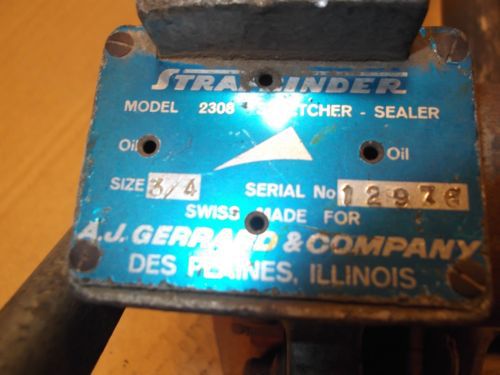 MODEL 2308 - SEALER
Oil Oil
SIZE 3/4 SERIAL No 12976
SWISS MADE FOR
A.J. GERRARD & COMPANY
DES PLAINES, ILLINOIS